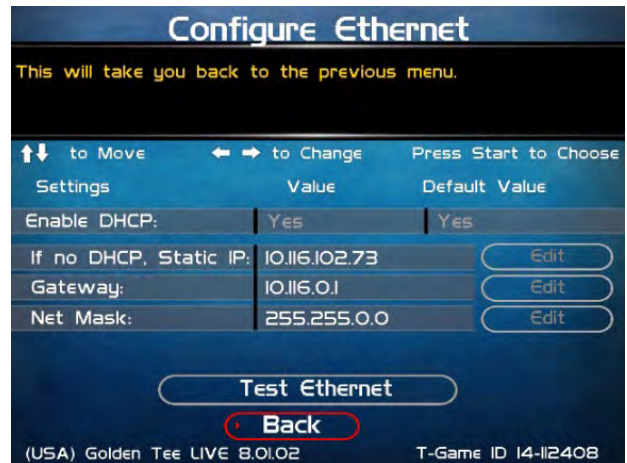 Configure Ethernet
This will take you back to the previous menu.
to Move to Change Press Start to Choose
Settings Value Default Value
Enable DHCP: Yes Yes
If no DHCP, Static IP: 10.116.102.73 Edit
Gateway: 10.116.0.1 Edit
Net Mask: 255.255.0.0 Edit
Test Ethernet
Back
(USA) Golden Tee LIVE 8.01.02 T-Game ID 14-112408